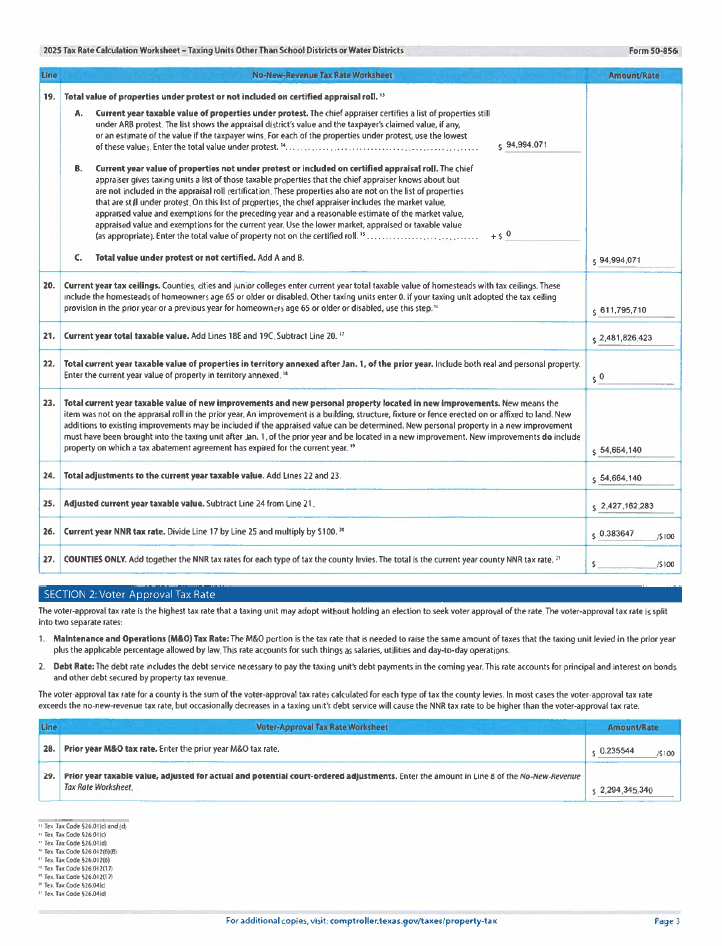 2025 Tax Rate Calculation Worksheet – Taxing Units Other Than School Districts or Water Districts Form 50-856
Line No-New-Revenue Tax Rate Worksheet Amount/Rate
19. Total value of properties under protest or not included on certified appraisal roll. 13
A. Current year taxable value of properties under protest. The chief appraiser certifies a list of properties still
under ARB protest. The list shows the appraisal district's value and the taxpayer's claimed value, if any,
or an estimate of the value if the taxpayer wins. For each of the properties under protest, use the lowest
of these values. Enter the total value under protest. 14 $ 94,994,071
B. Current year value of properties not under protest or included on certified appraisal roll. The chief
appraiser gives taxing units a list of those taxable properties that the chief appraiser knows about but
are not included in the appraisal roll certification. These properties also are not on the list of properties
that are still under protest. On this list of properties, the chief appraiser includes the market value,
appraised value and exemptions for the preceding year and a reasonable estimate of the market value,
appraised value and exemptions for the current year. Use the lower market, appraised or taxable value
(as appropriate). Enter the total value of property not on the certified roll. 15 + $ 0
C. Total value under protest or not certified. Add A and B. $ 94,994,071
20. Current year tax ceilings. Counties, cities and junior colleges enter current year total taxable value of homesteads with tax ceilings. These
include the homesteads of homeowners age 65 or older or disabled. Other taxing units enter 0. If your taxing unit adopted the tax ceiling
provision in the prior year or a previous year for homeowners age 65 or older or disabled, use this step. 16 $ 611,795,710
21. Current year total taxable value. Add Lines 18E and 19C. Subtract Line 20. 17 $ 2,481,826,423
22. Total current year taxable value of properties in territory annexed after Jan. 1, of the prior year. Include both real and personal property.
Enter the current year value of property in territory annexed. 18 $ 0
23. Total current year taxable value of new improvements and new personal property located in new improvements. New means the
item was not on the appraisal roll in the prior year. An improvement is a building, structure, fixture or fence erected on or affixed to land. New
additions to existing improvements may be included if the appraised value can be determined. New personal property in a new improvement
must have been brought into the taxing unit after Jan. 1, of the prior year and be located in a new improvement. New improvements do include
property on which a tax abatement agreement has expired for the current year. 19 $ 54,664,140
24. Total adjustments to the current year taxable value. Add Lines 22 and 23. $ 54,664,140
25. Adjusted current year taxable value. Subtract Line 24 from Line 21. $ 2,427,162,283
26. Current year NNR tax rate. Divide Line 17 by Line 25 and multiply by $100. 20 $ 0.383647 /$100
27. COUNTIES ONLY. Add together the NNR tax rates for each type of tax the county levies. The total is the current year county NNR tax rate. 21 $ /$100
SECTION 2: Voter Approval Tax Rate
The voter-approval tax rate is the highest tax rate that a taxing unit may adopt without holding an election to seek voter approval of the rate. The voter-approval tax rate is split
into two separate rates:
1. Maintenance and Operations (M&O) Tax Rate: The M&O portion is the tax rate that is needed to raise the same amount of taxes that the taxing unit levied in the prior year
plus the applicable percentage allowed by law. This rate accounts for such things as salaries, utilities and day-to-day operations.
2. Debt Rate: The debt rate includes the debt service necessary to pay the taxing unit's debt payments in the coming year. This rate accounts for principal and interest on bonds
and other debt secured by property tax revenue.
The voter-approval tax rate for a county is the sum of the voter-approval tax rates calculated for each type of tax the county levies. In most cases the voter-approval tax rate
exceeds the no-new-revenue tax rate, but occasionally decreases in a taxing unit's debt service will cause the NNR tax rate to be higher than the voter-approval tax rate.
Line Voter-Approval Tax Rate Worksheet Amount/Rate
28. Prior year M&O tax rate. Enter the prior year M&O tax rate. $ 0.235544 /$100
29. Prior year taxable value, adjusted for actual and potential court-ordered adjustments. Enter the amount in Line 8 of the No-New-Revenue
Tax Rate Worksheet. $ 2,294,345,340
13 Tex. Tax Code §26.01(c) and (d)
14 Tex. Tax Code §26.01(c)
15 Tex. Tax Code §26.01(d)
16 Tex. Tax Code §26.012(6)(B)
17 Tex. Tax Code §26.012(6)
18 Tex. Tax Code §26.012(17)
19 Tex. Tax Code §26.012(17)
20 Tex. Tax Code §26.04(c)
21 Tex. Tax Code §26.04(d)
For additional copies, visit: comptroller.texas.gov/taxes/property-tax Page 3